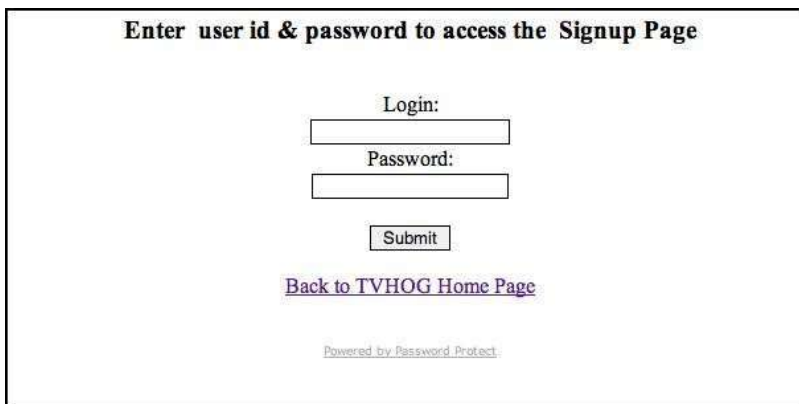 Enter user id & password to access the Signup Page
Login:
Password:
Submit
Back to TVHOG Home Page
Powered by Password Protect